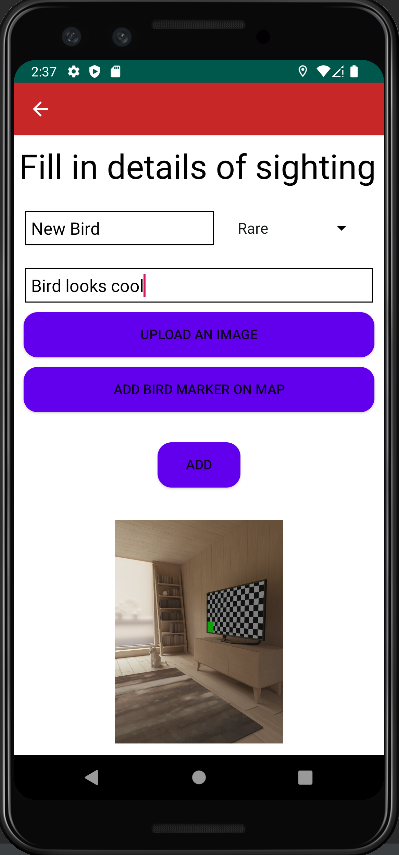 2:37
Fill in details of sighting
New Bird
Rare
Bird looks cool
UPLOAD AN IMAGE
ADD BIRD MARKER ON MAP
ADD